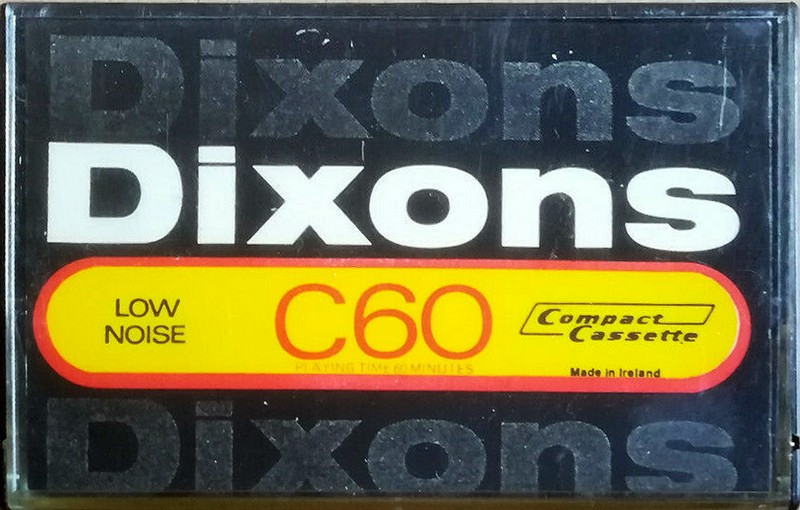 Dixons
Dixons
LOW
NOISE
C60
PLAYING TIME 60 MINUTES
Compact
Cassette
Made in Ireland
Dixons